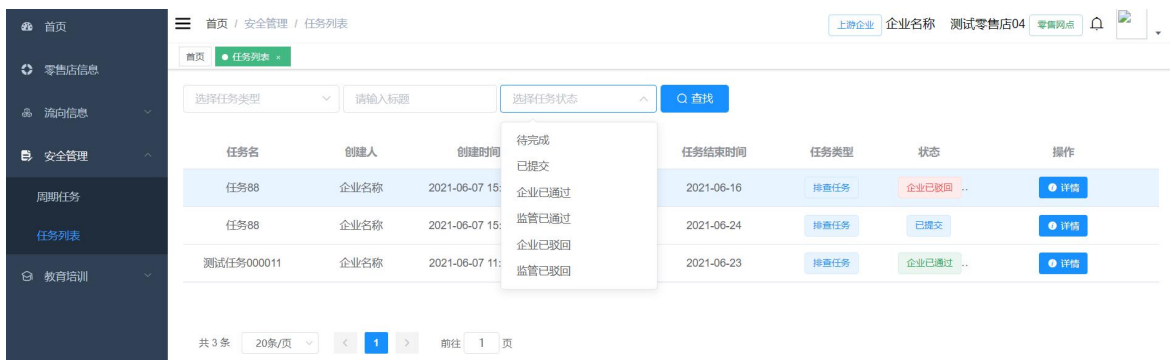 首页
零售店信息
流向信息
安全管理
周期任务
任务列表
教育培训
首页 / 安全管理 / 任务列表
上游企业 企业名称 测试零售店04 零售网点
首页 任务列表 ×
选择任务类型 请输入标题 选择任务状态 查找
待完成
已提交
企业已通过
监管已通过
企业已驳回
监管已驳回
任务名 创建人 创建时间 任务结束时间 任务类型 状态 操作
任务88 企业名称 2021-06-07 15: 2021-06-16 排查任务 企业已驳回 .. 详情
任务88 企业名称 2021-06-07 15: 2021-06-24 排查任务 已提交 详情
测试任务000011 企业名称 2021-06-07 11: 2021-06-23 排查任务 企业已通过 .. 详情
共 3 条 20条/页 < 1 > 前往 1 页